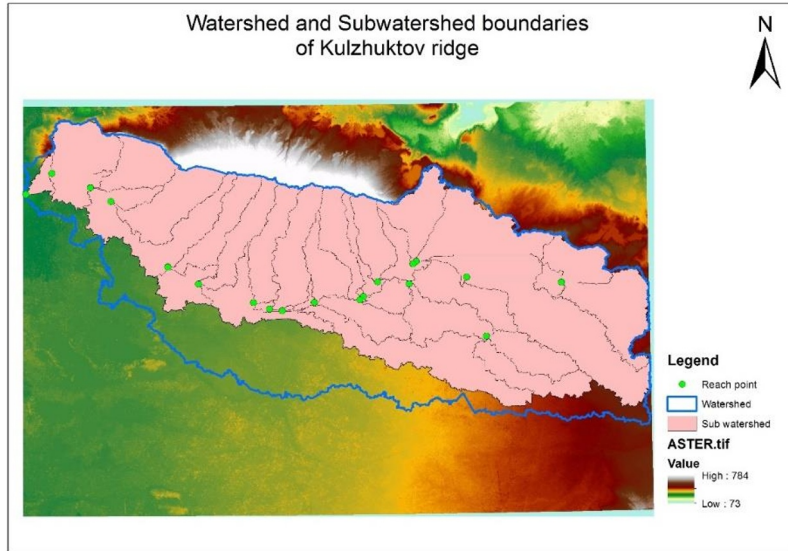 Watershed and Subwatershed boundaries
of Kulzhuktov ridge
N
Legend
Reach point
Watershed
Sub watershed
ASTER.tif
Value
High : 784
Low : 73